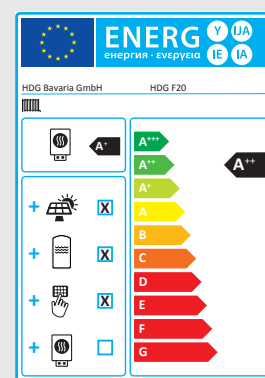 ENERG Y IJA
енергия · ενεργεια IE IA
HDG Bavaria GmbH HDG F20
A+
A+++
A++
A+
A
B
C
D
E
F
G
A++
+ X
+ X
+ X
+